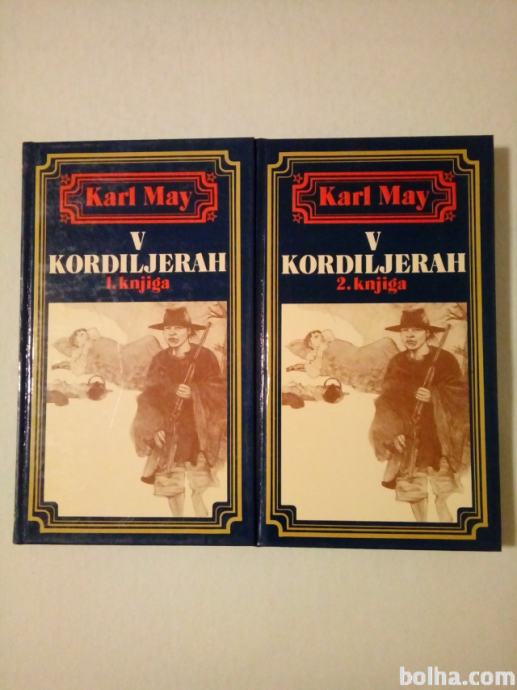 Karl May
V
KORDILJERAH
1. knjiga
Karl May
V
KORDILJERAH
2. knjiga
bolha.com